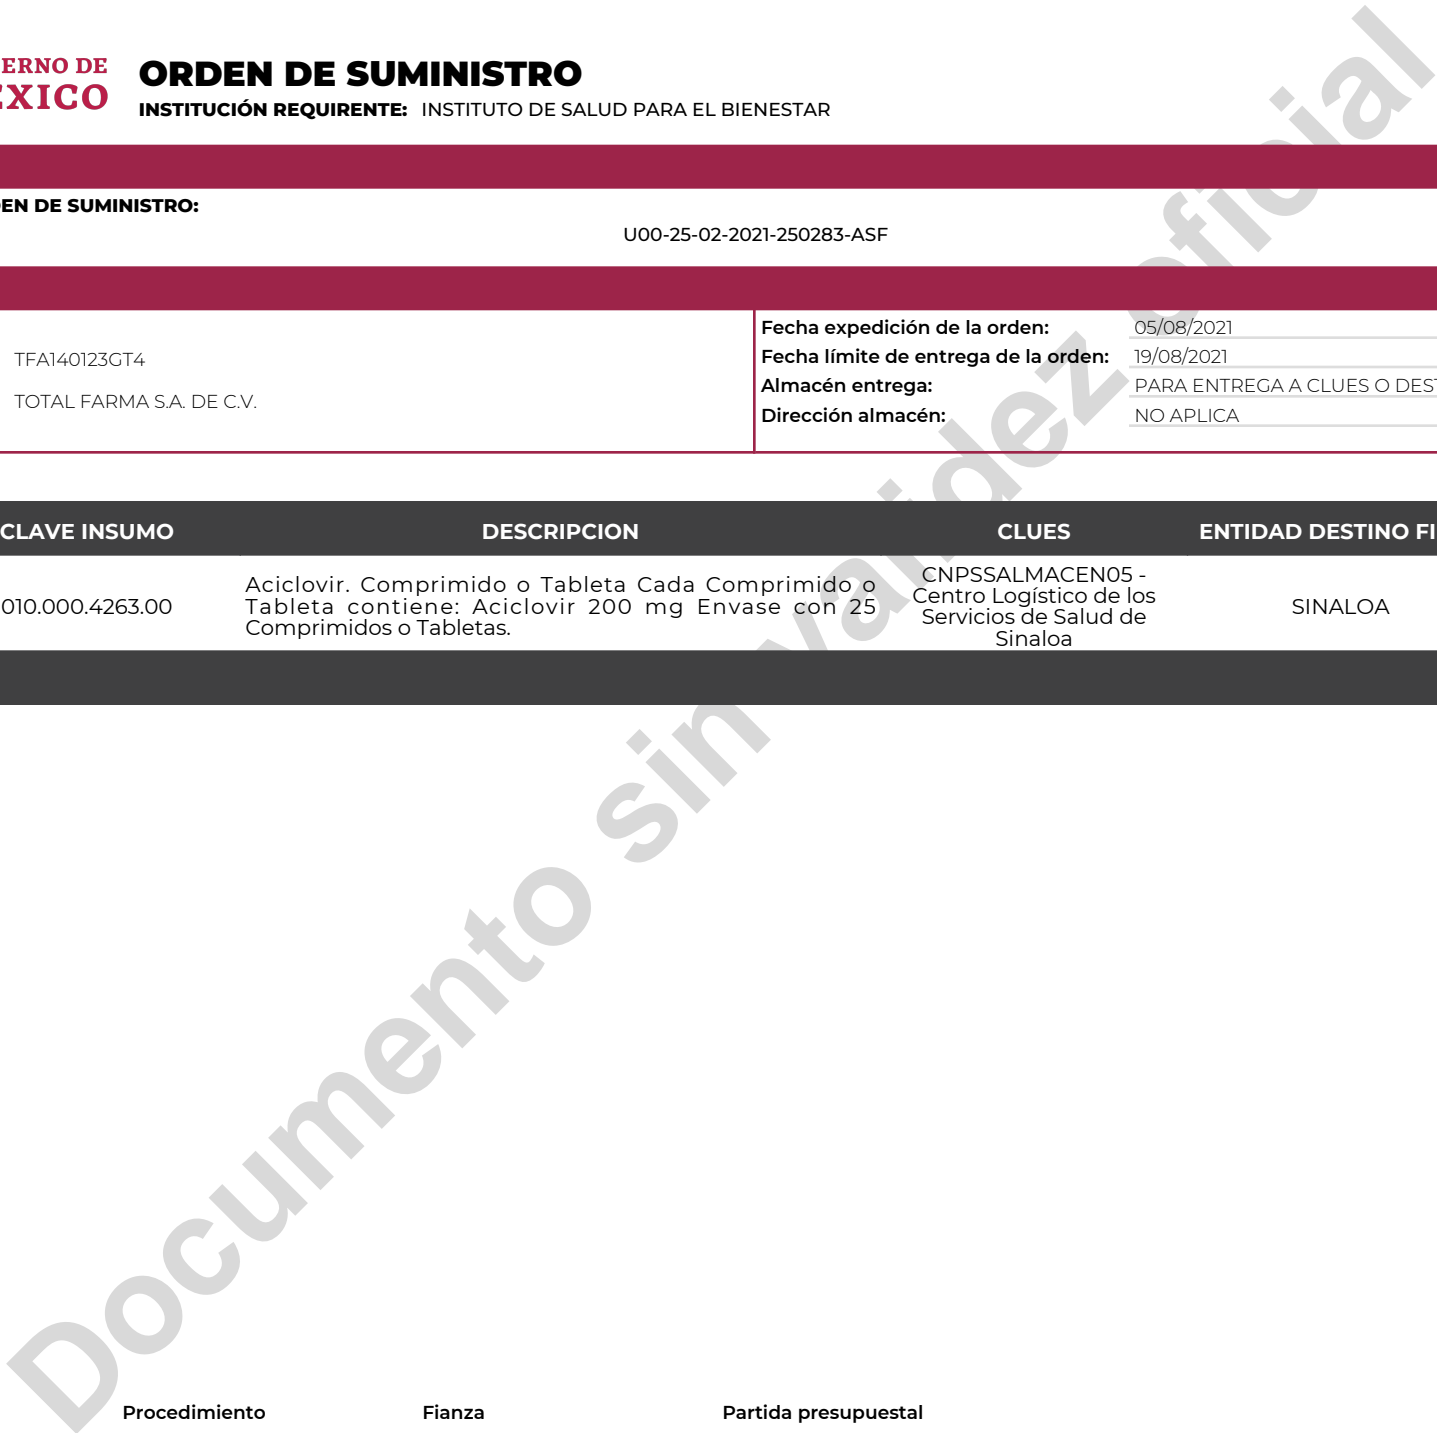 ERNO DE
ÉXICO
ORDEN DE SUMINISTRO
INSTITUCIÓN REQUIRENTE: INSTITUTO DE SALUD PARA EL BIENESTAR
EN DE SUMINISTRO:
U00-25-02-2021-250283-ASF
TFA140123GT4
TOTAL FARMA S.A. DE C.V.
Fecha expedición de la orden: 05/08/2021
Fecha límite de entrega de la orden: 19/08/2021
Almacén entrega: PARA ENTREGA A CLUES O DEST
Dirección almacén: NO APLICA
CLAVE INSUMO DESCRIPCION CLUES ENTIDAD DESTINO FI
010.000.4263.00
Aciclovir. Comprimido o Tableta Cada Comprimido o
Tableta contiene: Aciclovir 200 mg Envase con 25
Comprimidos o Tabletas.
CNPSSALMACEN05 -
Centro Logístico de los
Servicios de Salud de
Sinaloa
SINALOA
Documento sin validez oficial
Procedimiento Fianza Partida presupuestal